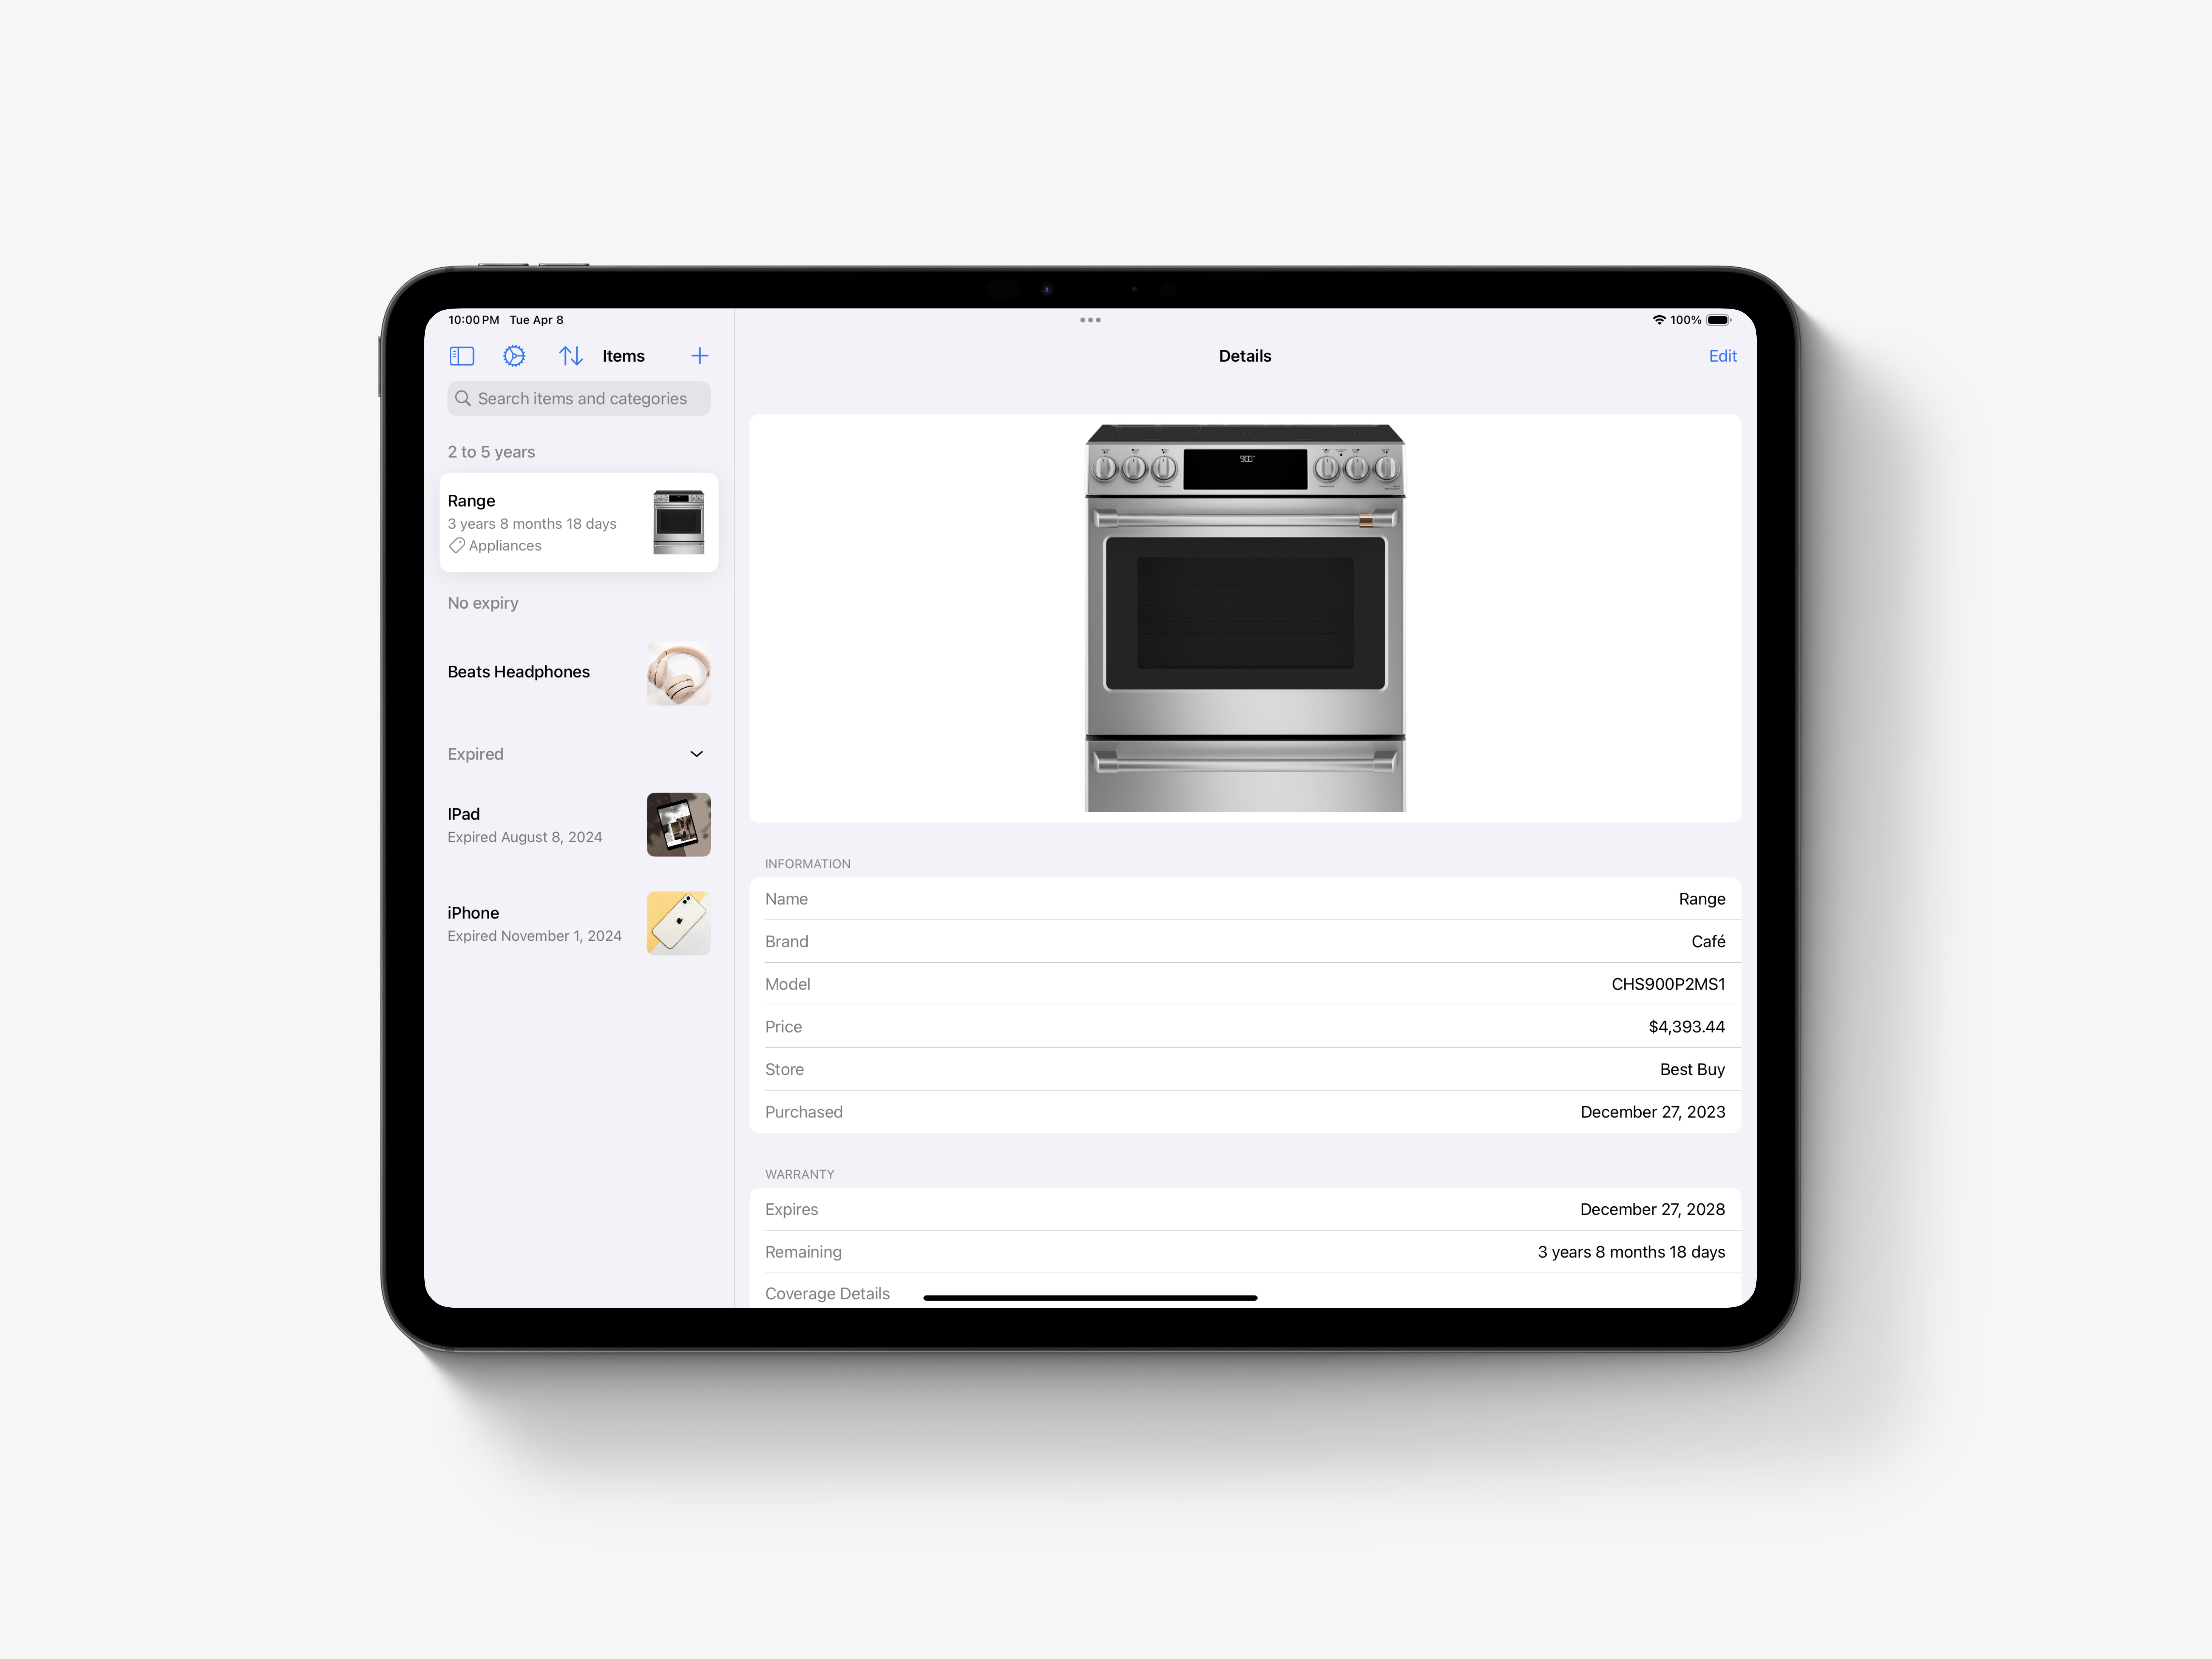 10:00 PM Tue Apr 8
100%
Items
Details
Edit
Search items and categories
2 to 5 years
Range
3 years 8 months 18 days
Appliances
No expiry
Beats Headphones
Expired
IPad
Expired August 8, 2024
iPhone
Expired November 1, 2024
900
INFORMATION
Name Range
Brand Café
Model CHS900P2MS1
Price $4,393.44
Store Best Buy
Purchased December 27, 2023
WARRANTY
Expires December 27, 2028
Remaining 3 years 8 months 18 days
Coverage Details